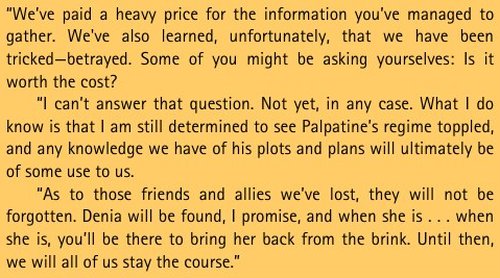 "We've paid a heavy price for the information you've managed to
gather. We've also learned, unfortunately, that we have been
tricked—betrayed. Some of you might be asking yourselves: Is it
worth the cost?
"I can't answer that question. Not yet, in any case. What I do
know is that I am still determined to see Palpatine's regime toppled,
and any knowledge we have of his plots and plans will ultimately be
of some use to us.
"As to those friends and allies we've lost, they will not be
forgotten. Denia will be found, I promise, and when she is . . . when
she is, you'll be there to bring her back from the brink. Until then,
we will all of us stay the course."